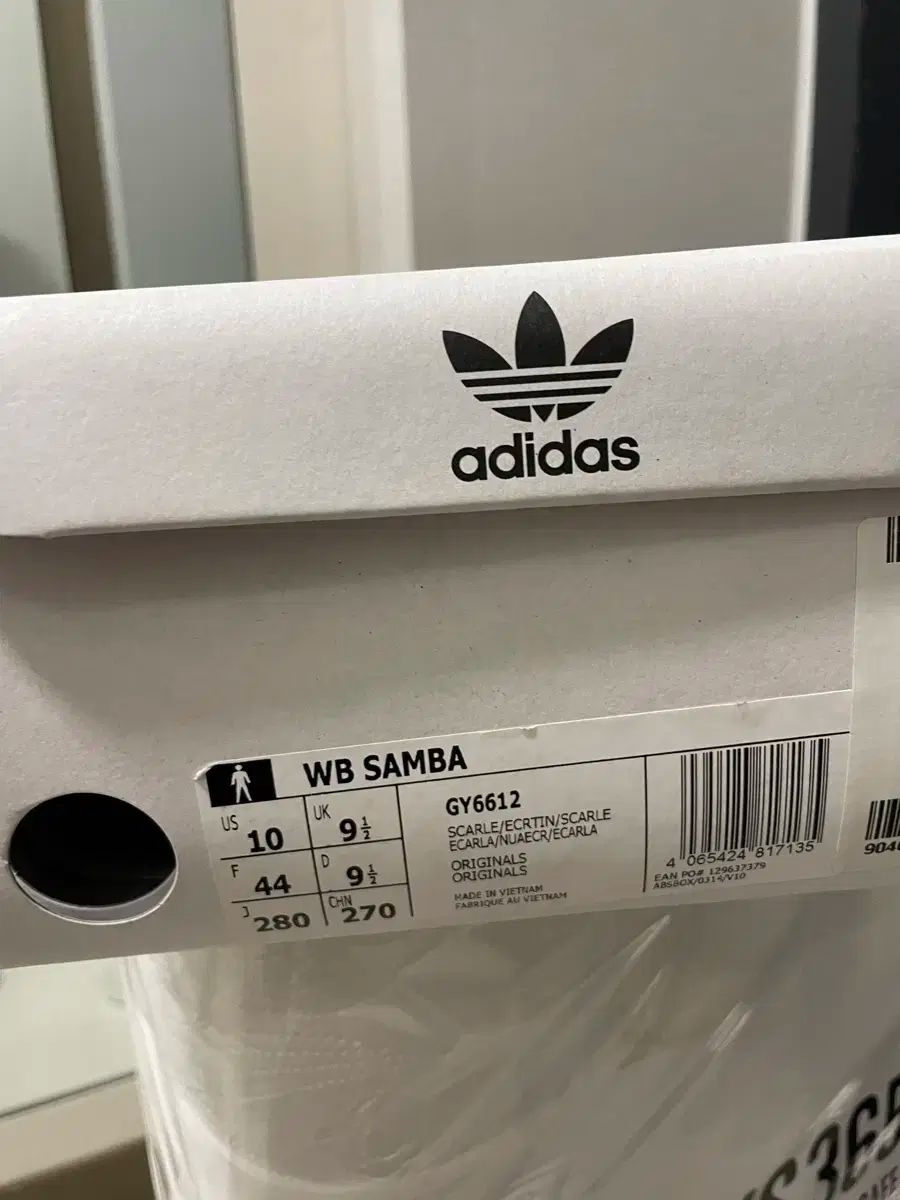 adidas
WB SAMBA
US 10 UK 9½
F 44 D 9½
J 280 CHN 270
GY6612
SCARLE/ECRTIN/SCARLE
ECARLA/NUAECR/ECARLA
ORIGINALS
ORIGINALS
MADE IN VIETNAM
FABRIQUE AU VIETNAM
4 065424 817135
EAN PO# 129637379
ABSBOX/0314/V10
904
365